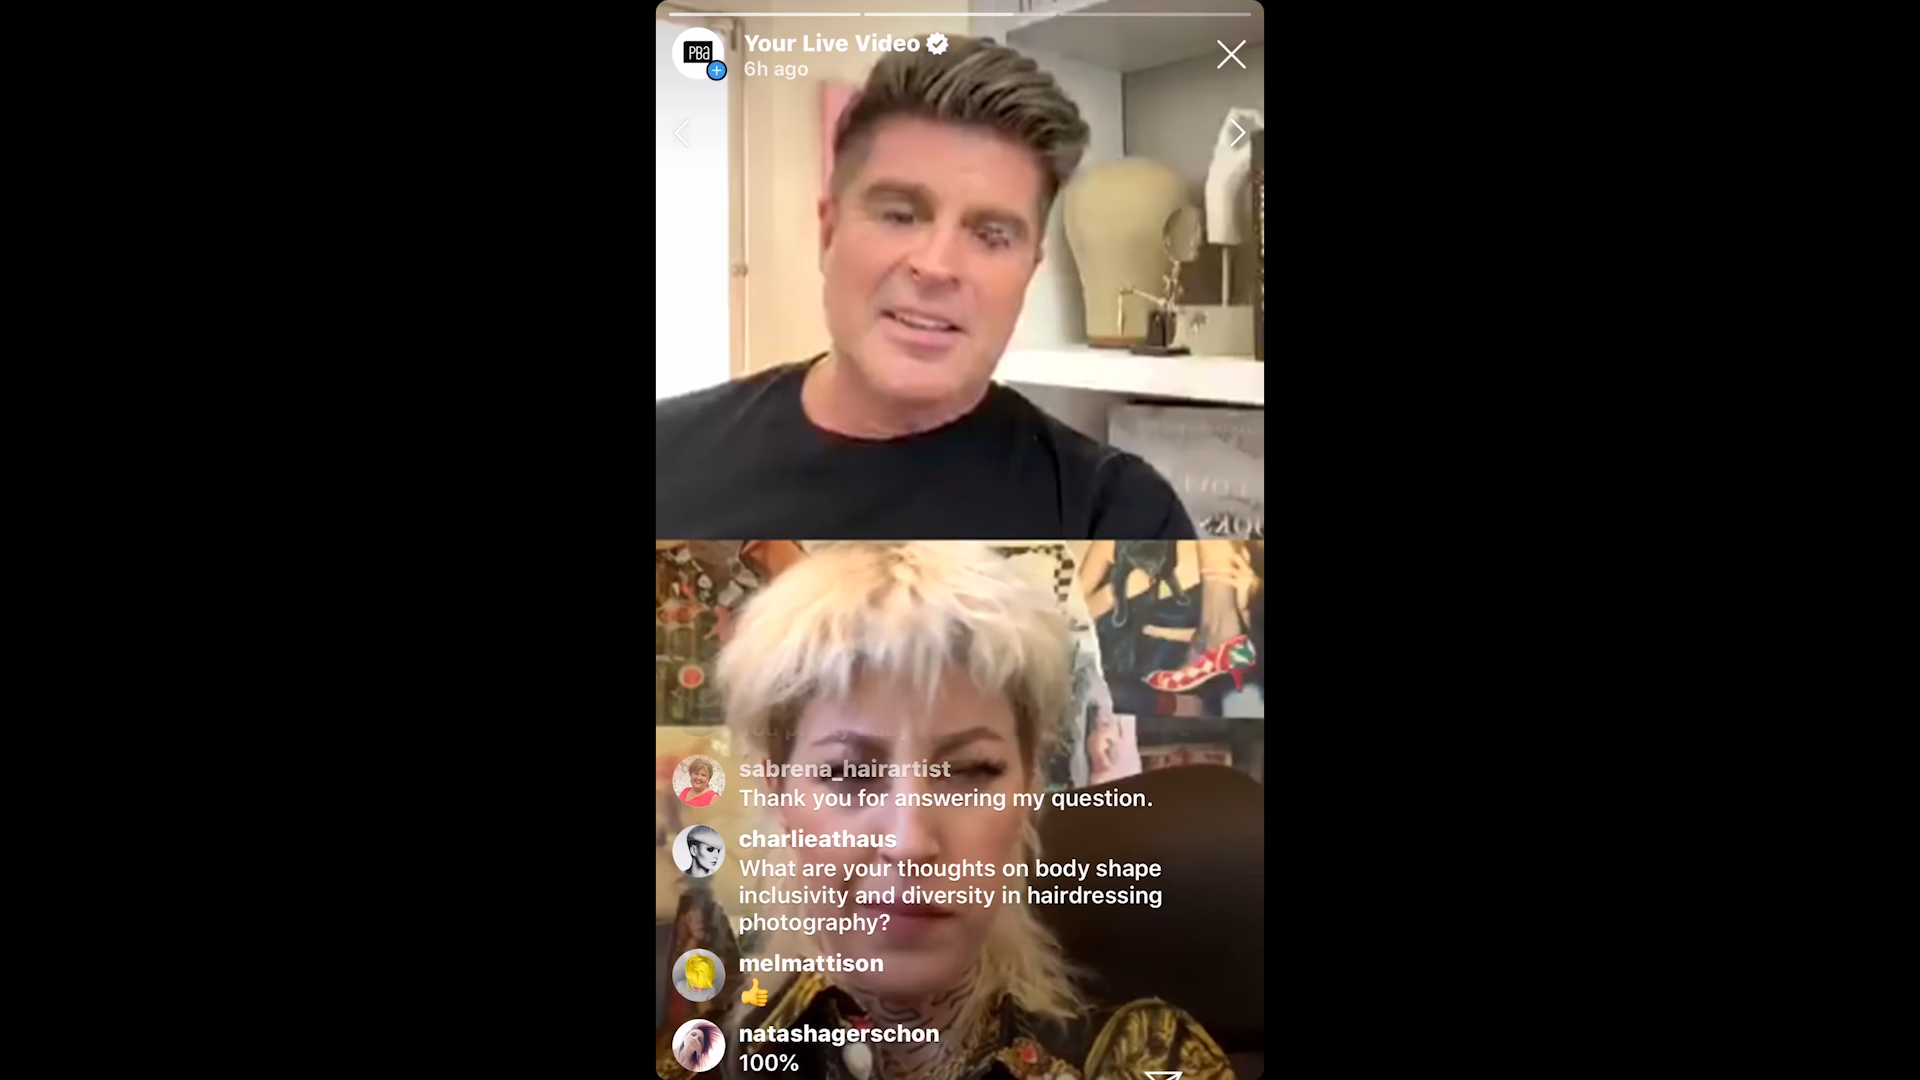 PBa
Your Live Video
6h ago
sabrena_hairartist
Thank you for answering my question.
charlieathaus
What are your thoughts on body shape
inclusivity and diversity in hairdressing
photography?
melmattison
👍
natashagerschon
100%